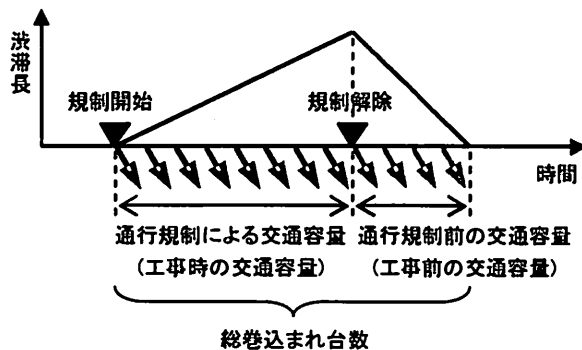 渋滞長
規制開始
規制解除
時間
通行規制による交通容量
（工事時の交通容量）
通行規制前の交通容量
（工事前の交通容量）
総巻込まれ台数